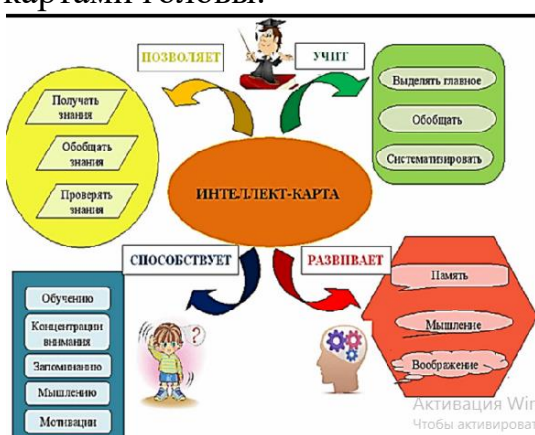 картами головы.
ПОЗВОЛЯЕТ
УЧИТ
Получать
знания
Обобщать
знания
Проверять
знания
Выделять главное
Обобщать
Систематизировать
ИНТЕЛЛЕКТ-КАРТА
СПОСОБСТВУЕТ
РАЗВИВАЕТ
Обучению
Концентрации
внимания
Запоминанию
Мышлению
Мотивации
?
Память
Мышление
Воображение
Активация Win
Чтобы активироват